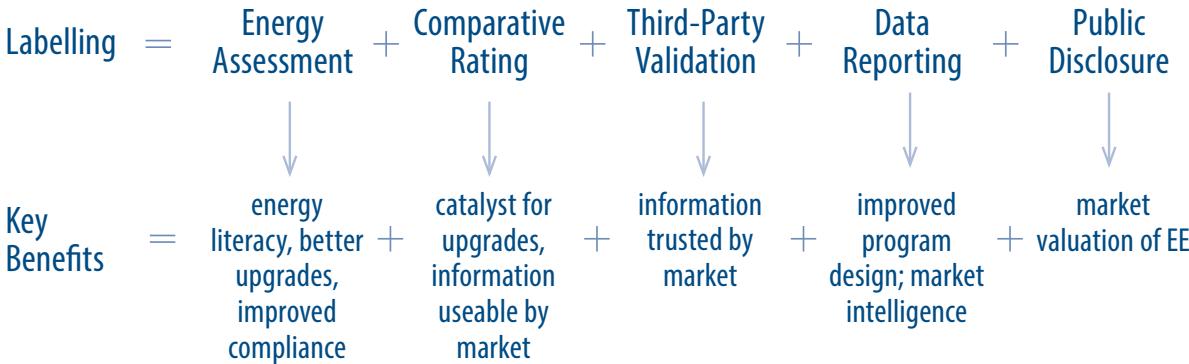 Labelling = Energy Assessment + Comparative Rating + Third-Party Validation + Data Reporting + Public Disclosure
Key Benefits = energy literacy, better upgrades, improved compliance + catalyst for upgrades, information useable by market + information trusted by market + improved program design; market intelligence + market valuation of EE